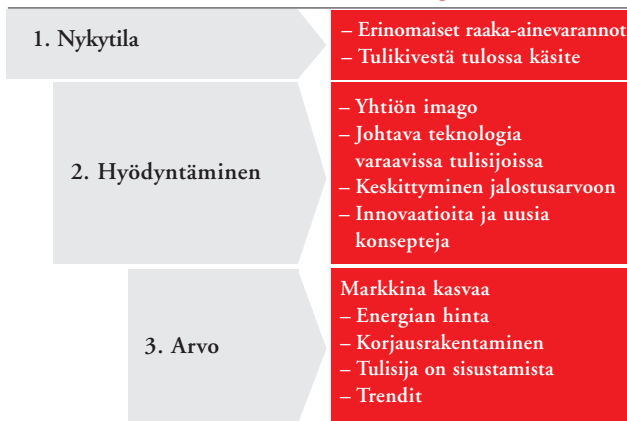 1. Nykytila
– Erinomaiset raaka-ainevarannot
– Tulikivestä tulossa käsite
2. Hyödyntäminen
– Yhtiön imago
– Johtava teknologia
varaavissa tulisijoissa
– Keskittyminen jalostusarvoon
– Innovaatioita ja uusia
konsepteja
3. Arvo
Markkina kasvaa
– Energian hinta
– Korjausrakentaminen
– Tulisija on sisustamista
– Trendit